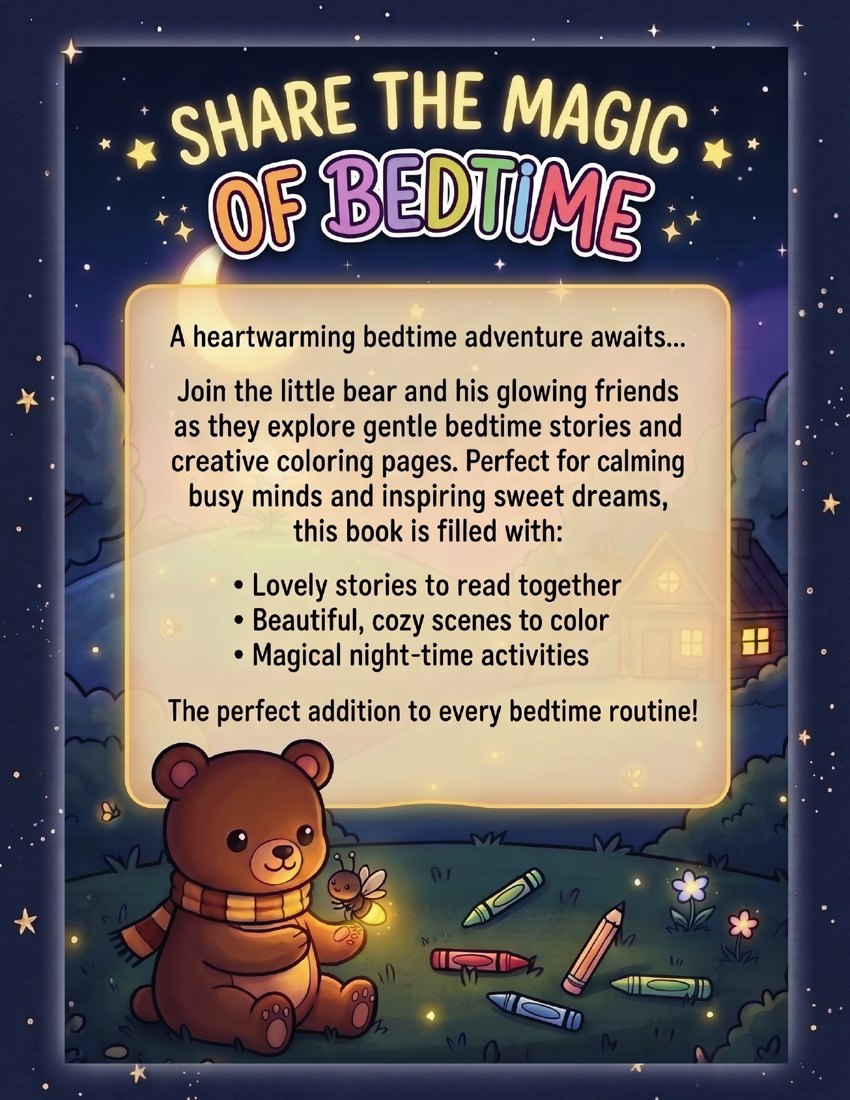 SHARE THE MAGIC
OF BEDTiME
A heartwarming bedtime adventure awaits...
Join the little bear and his glowing friends
as they explore gentle bedtime stories and
creative coloring pages. Perfect for calming
busy minds and inspiring sweet dreams,
this book is filled with:
• Lovely stories to read together
• Beautiful, cozy scenes to color
• Magical night-time activities
The perfect addition to every bedtime routine!